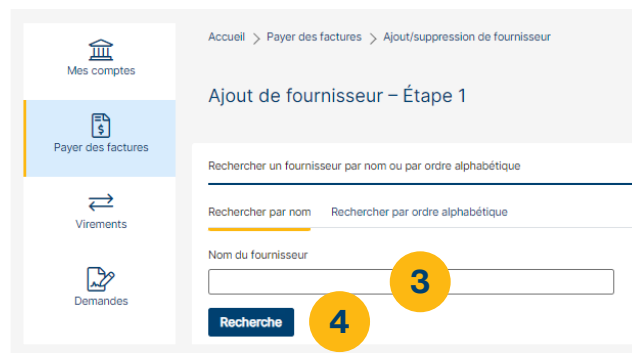 Mes comptes
Payer des factures
Virements
Demandes
Accueil > Payer des factures > Ajout/suppression de fournisseur
Ajout de fournisseur – Étape 1
Rechercher un fournisseur par nom ou par ordre alphabétique
Rechercher par nom Rechercher par ordre alphabétique
Nom du fournisseur
3
Recherche 4